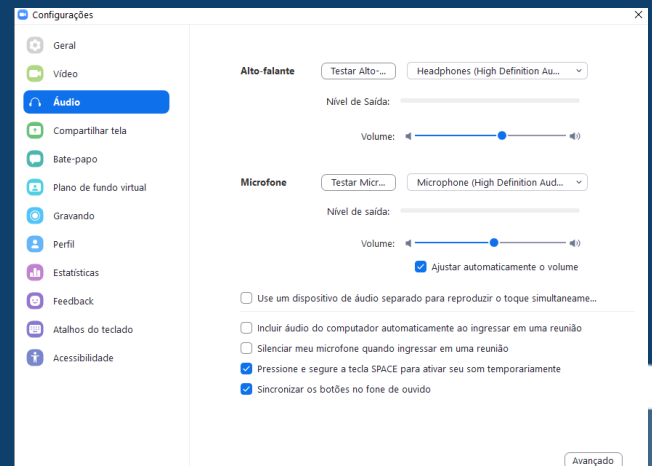 Configurações
Geral
Vídeo
Áudio
Compartilhar tela
Bate-papo
Plano de fundo virtual
Gravando
Perfil
Estatísticas
Feedback
Atalhos do teclado
Acessibilidade
Alto-falante Testar Alto-... Headphones (High Definition Au...
Nível de Saída:
Volume:
Microfone Testar Micr... Microphone (High Definition Aud...
Nível de saída:
Volume:
Ajustar automaticamente o volume
Use um dispositivo de áudio separado para reproduzir o toque simultaneame...
Incluir áudio do computador automaticamente ao ingressar em uma reunião
Silenciar meu microfone quando ingressar em uma reunião
Pressione e segure a tecla SPACE para ativar seu som temporariamente
Sincronizar os botões no fone de ouvido
Avançado